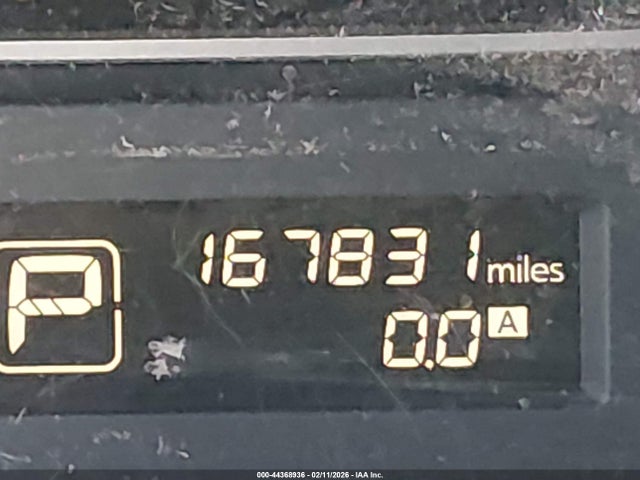 P
167831 miles
0.0 A
000-44368936 - 02/11/2026 - IAA Inc.